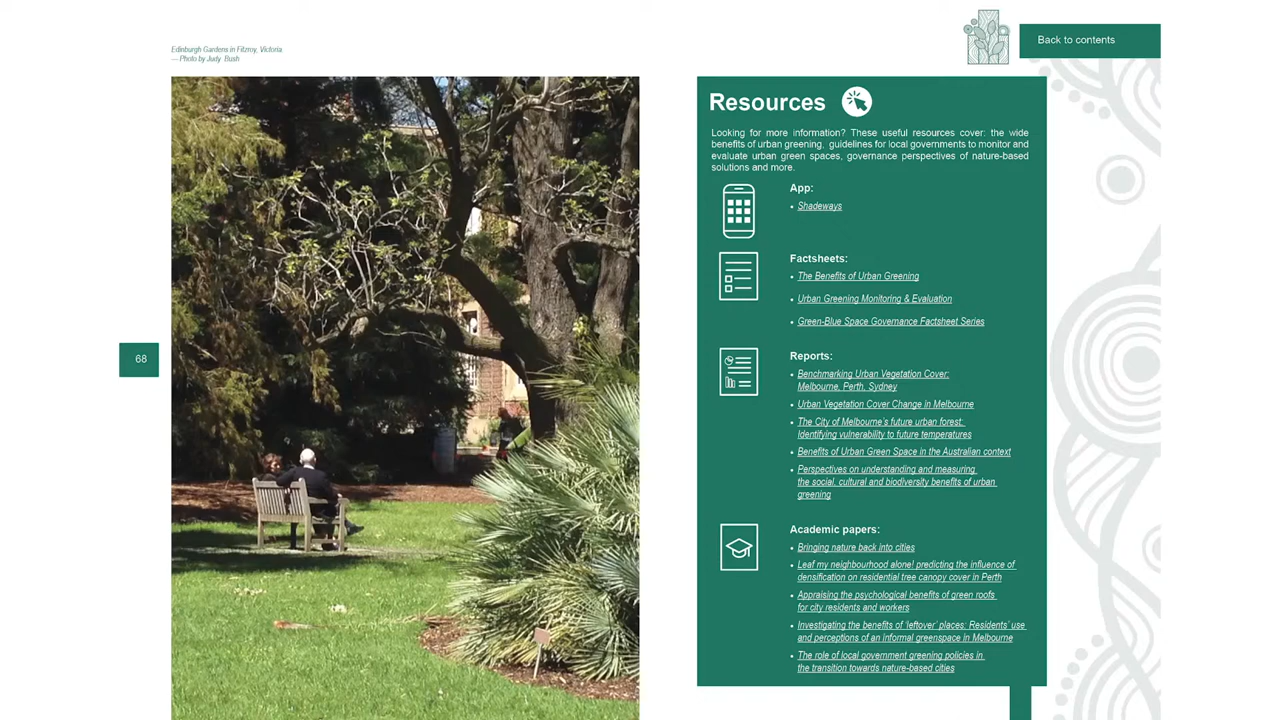 Edinburgh Gardens in Fitzroy, Victoria
— Photo by Judy Bush
Back to contents
68
Resources
Looking for more information? These useful resources cover: the wide
benefits of urban greening, guidelines for local governments to monitor and
evaluate urban green spaces, governance perspectives of nature-based
solutions and more.
App:
• Shadeways
Factsheets:
• The Benefits of Urban Greening
• Urban Greening Monitoring & Evaluation
• Green-Blue Space Governance Factsheet Series
Reports:
• Benchmarking Urban Vegetation Cover:
Melbourne, Perth, Sydney
• Urban Vegetation Cover Change in Melbourne
• The City of Melbourne's future urban forest:
Identifying vulnerability to future temperatures
• Benefits of Urban Green Space in the Australian context
• Perspectives on understanding and measuring
the social, cultural and biodiversity benefits of urban
greening
Academic papers:
• Bringing nature back into cities
• Leaf my neighbourhood alone! predicting the influence of
densification on residential tree canopy cover in Perth
• Appraising the psychological benefits of green roofs
for city residents and workers
• Investigating the benefits of 'leftover' places: Residents' use
and perceptions of an informal greenspace in Melbourne
• The role of local government greening policies in
the transition towards nature-based cities